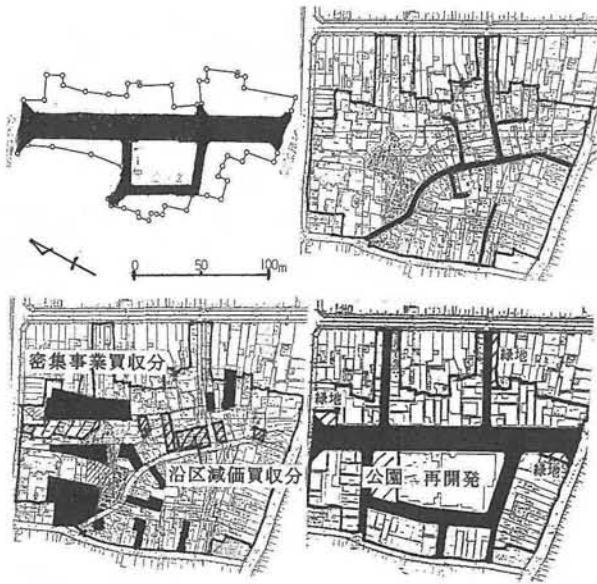 0 50 100m
密集事業買収分
沿区減価買収分
緑地
緑地
公園
再開発
緑地